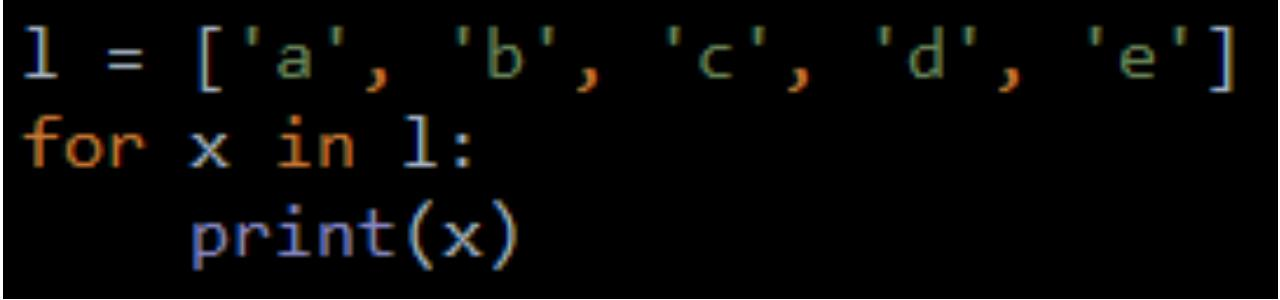 l = ['a', 'b', 'c', 'd', 'e']
for x in l:
    print(x)